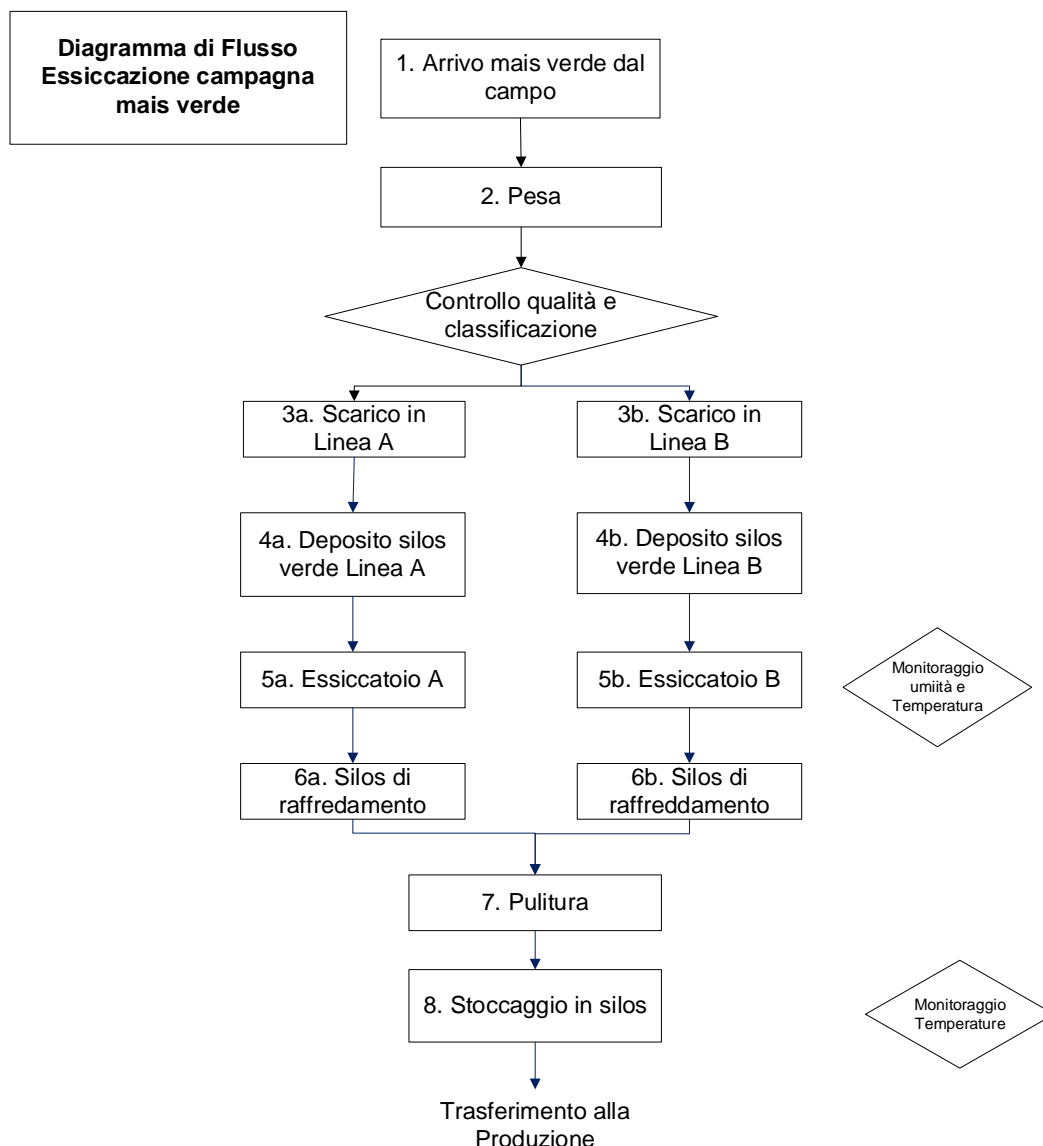 Diagramma di Flusso
Essiccazione campagna
mais verde
1. Arrivo mais verde dal
campo
2. Pesa
Controllo qualità e
classificazione
3a. Scarico in
Linea A
3b. Scarico in
Linea B
4a. Deposito silos
verde Linea A
4b. Deposito silos
verde Linea B
5a. Essiccatoio A
5b. Essiccatoio B
Monitoraggio
umiità e
Temperatura
6a. Silos di
raffredamento
6b. Silos di
raffreddamento
7. Pulitura
8. Stoccaggio in silos
Monitoraggio
Temperature
Trasferimento alla
Produzione